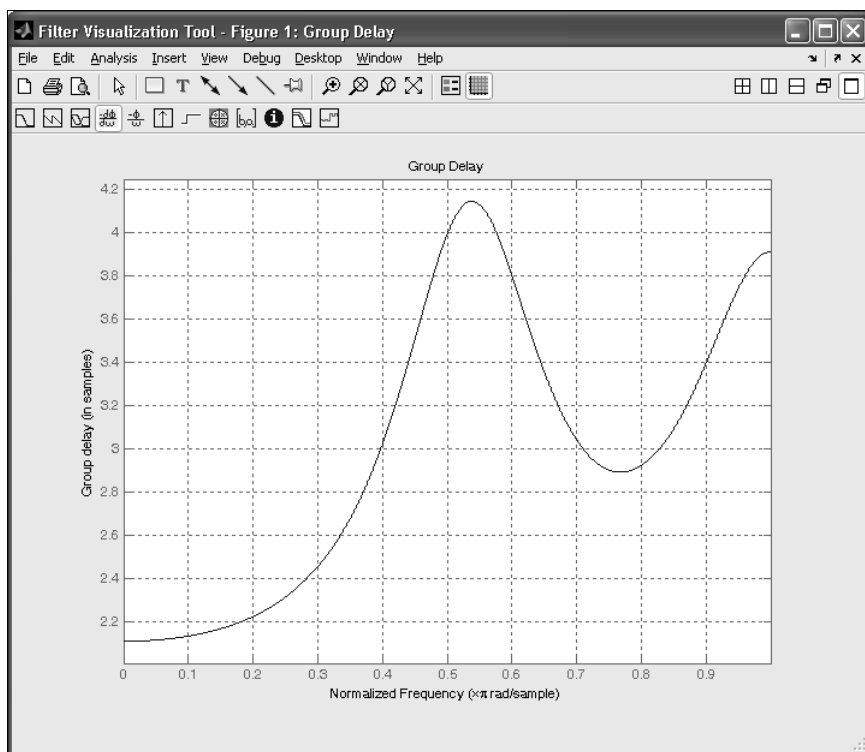 Filter Visualization Tool - Figure 1: Group Delay
File Edit Analysis Insert View Debug Desktop Window Help
T
[b,a] i
Group Delay
4.2
4
3.8
3.6
3.4
3.2
3
2.8
2.6
2.4
2.2
Group delay (in samples)
0 0.1 0.2 0.3 0.4 0.5 0.6 0.7 0.8 0.9
Normalized Frequency (×π rad/sample)